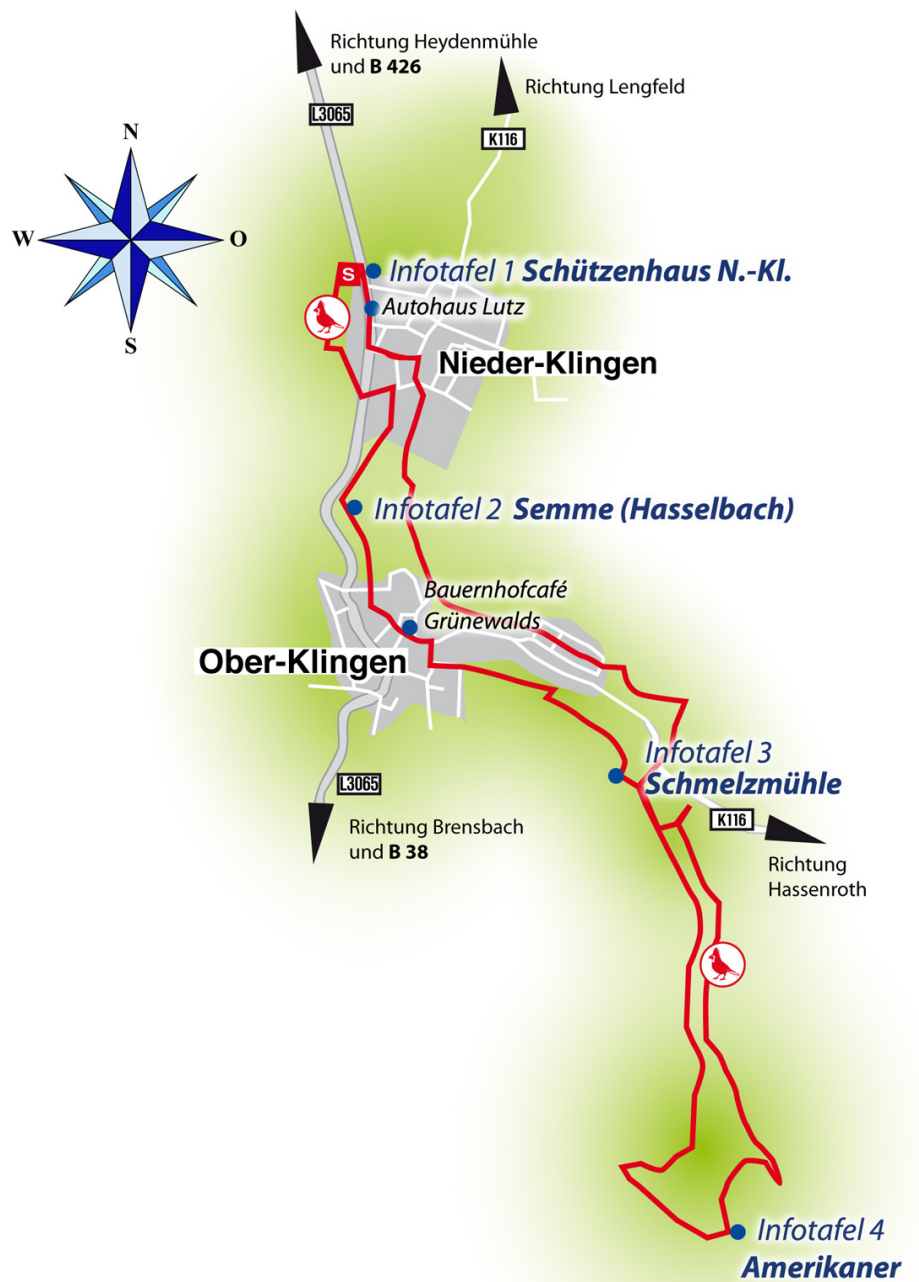 Richtung Heydenmühle
und B 426
Richtung Lengfeld
L3065
K116
N
W
O
S
S
Infotafel 1 Schützenhaus N.-Kl.
Autohaus Lutz
Nieder-Klingen
Infotafel 2 Semme (Hasselbach)
Bauernhofcafé
Grünewalds
Ober-Klingen
Infotafel 3
Schmelzmühle
L3065
K116
Richtung Brensbach
und B 38
Richtung
Hassenroth
Infotafel 4
Amerikaner